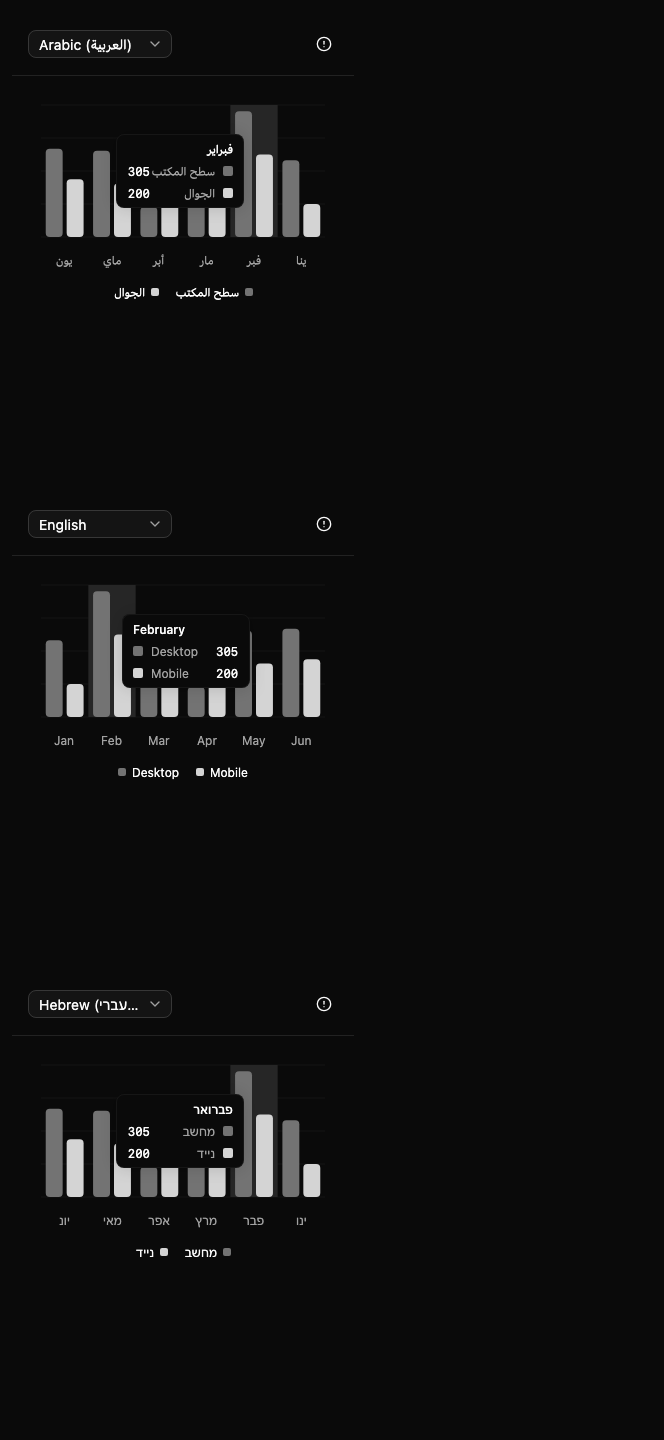 Arabic (العربية)
فبراير
سطح المكتب 305
الجوال 200
ينا فبر مار أبر ماي يون
سطح المكتب الجوال
English
February
Desktop 305
Mobile 200
Jan Feb Mar Apr May Jun
Desktop Mobile
Hebrew (עברי...
פברואר
מחשב 305
נייד 200
ינו פבר מרץ אפר מאי יונ
מחשב נייד